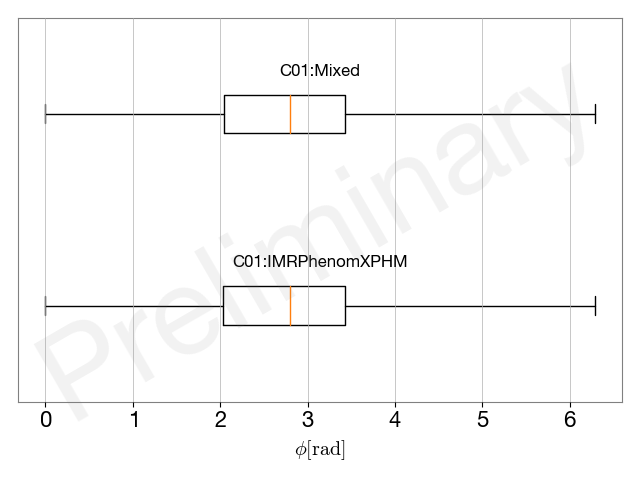 C01:Mixed
Preliminary
C01:IMRPhenomXPHM
0 1 2 3 4 5 6
ϕ[rad]